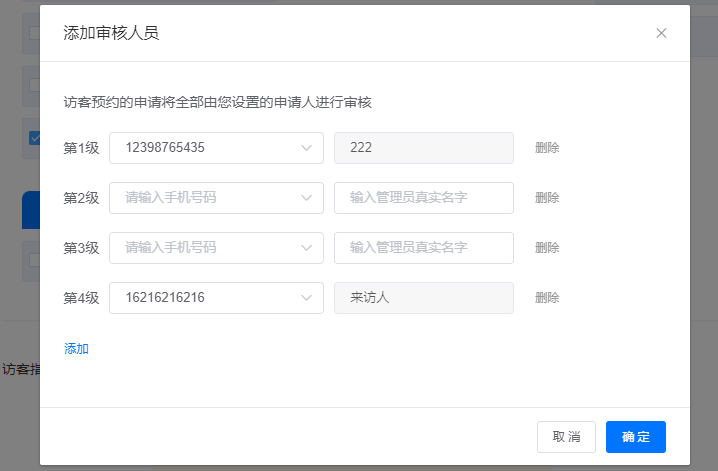 添加审核人员
访客预约的申请将全部由您设置的申请人进行审核
第1级 12398765435 222 删除
第2级 请输入手机号码 输入管理员真实名字 删除
第3级 请输入手机号码 输入管理员真实名字 删除
第4级 16216216216 来访人 删除
添加
访客指
取消 确定